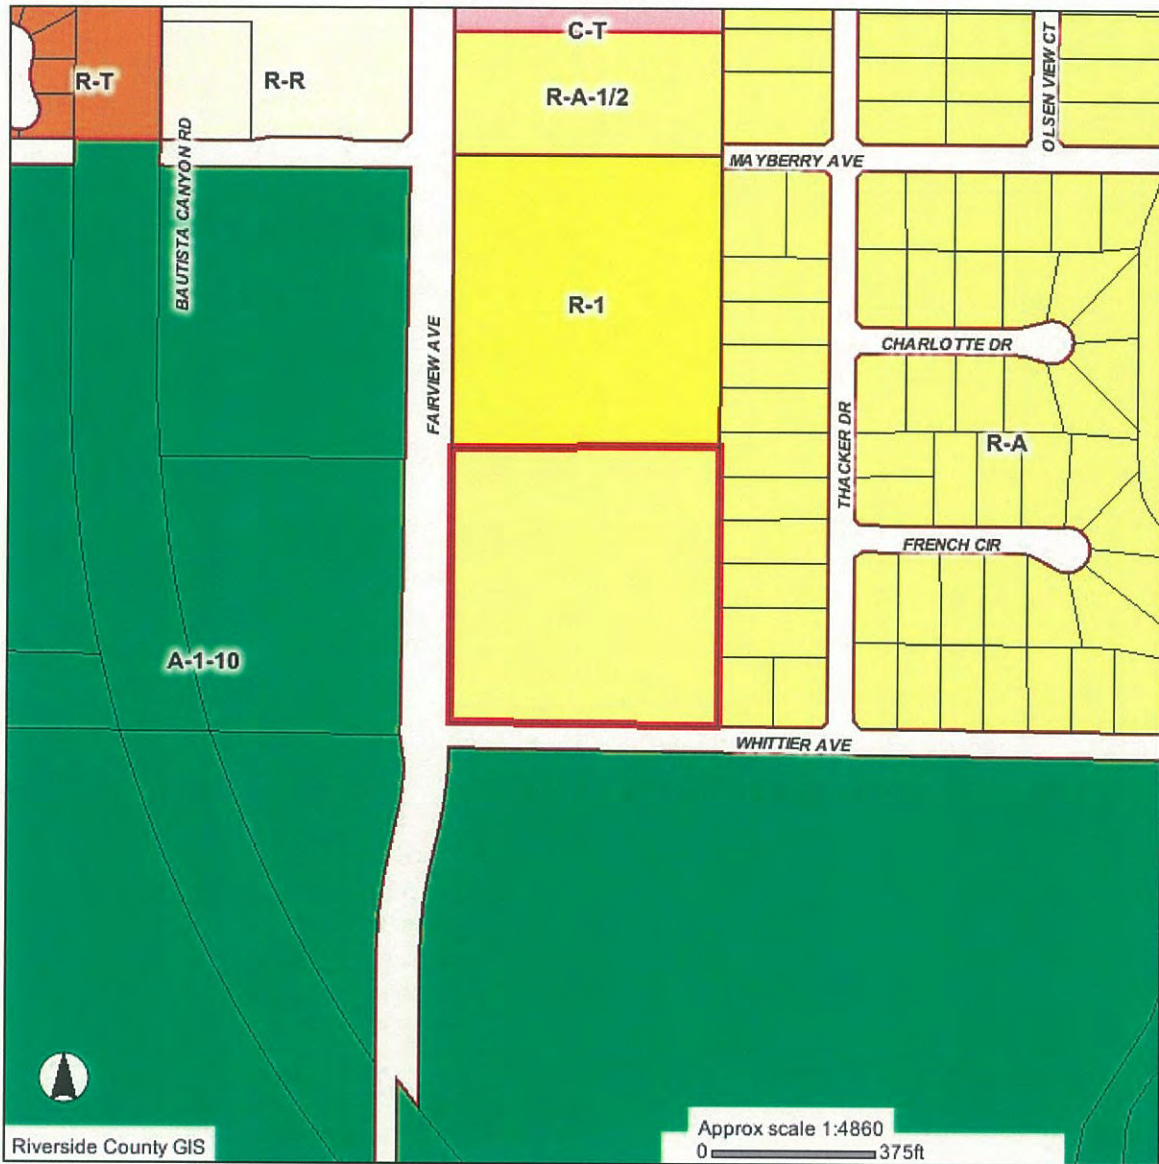 C-T
R-T
R-R
R-A-1/2
OLSEN VIEW CT
BAUTISTA CANYON RD
MAYBERRY AVE
R-1
FAIRVIEW AVE
CHARLOTTE DR
THACKER DR
R-A
FRENCH CIR
A-1-10
WHITTIER AVE
Riverside County GIS
Approx scale 1:4860
0 375ft